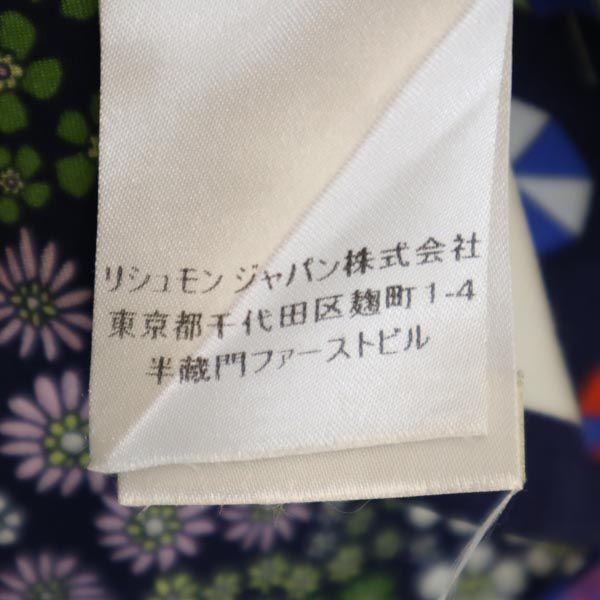 リシュモン ジャパン株式会社
東京都千代田区麹町1-4
半蔵門ファーストビル